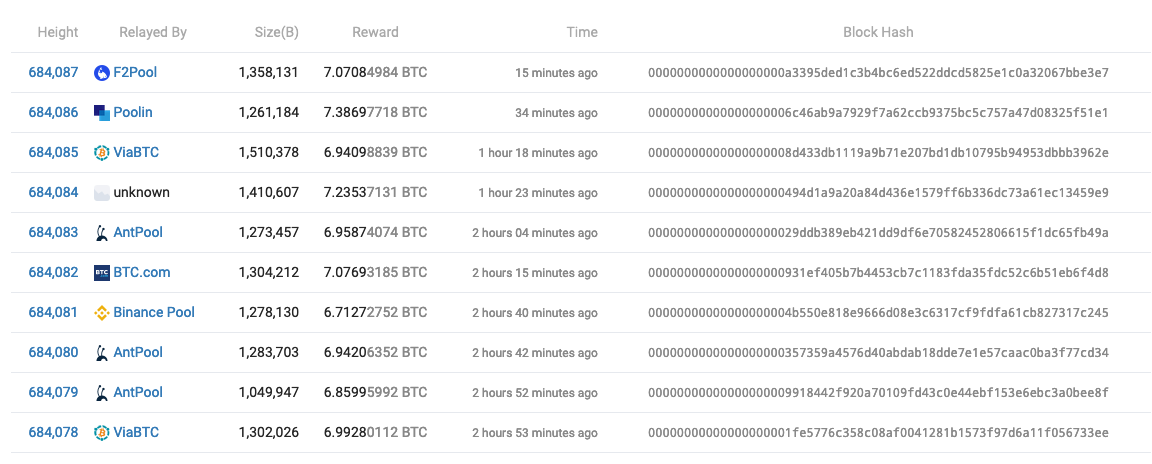 Height Relayed By Size(B) Reward Time Block Hash
684,087 F2Pool 1,358,131 7.07084984 BTC 15 minutes ago 0000000000000000000a3395ded1c3b4bc6ed522ddcd5825e1c0a32067bbe3e7
684,086 Poolin 1,261,184 7.38697718 BTC 34 minutes ago 00000000000000000006c46ab9a7929f7a62ccb9375bc5c757a47d08325f51e1
684,085 ViaBTC 1,510,378 6.94098839 BTC 1 hour 18 minutes ago 00000000000000000008d433db1119a9b71e207bd1db10795b94953dbbb3962e
684,084 unknown 1,410,607 7.23537131 BTC 1 hour 23 minutes ago 0000000000000000000494d1a9a20a84d436e1579ff6b336dc73a61ec13459e9
684,083 AntPool 1,273,457 6.95874074 BTC 2 hours 04 minutes ago 000000000000000000029ddb389eb421dd9df6e70582452806615f1dc65fb49a
684,082 BTC BTC.com 1,304,212 7.07693185 BTC 2 hours 15 minutes ago 0000000000000000000931ef405b7b4453cb7c1183fda35fdc52c6b51eb6f4d8
684,081 Binance Pool 1,278,130 6.71272752 BTC 2 hours 40 minutes ago 00000000000000000004b550e818e9666d08e3c6317cf9fdfa61cb827317c245
684,080 AntPool 1,283,703 6.94206352 BTC 2 hours 42 minutes ago 0000000000000000000357359a4576d40abdab18dde7e1e57caac0ba3f77cd34
684,079 AntPool 1,049,947 6.85995992 BTC 2 hours 52 minutes ago 00000000000000000009918442f920a70109fd43c0e44ebf153e6ebc3a0bee8f
684,078 ViaBTC 1,302,026 6.99280112 BTC 2 hours 53 minutes ago 00000000000000000001fe5776c358c08af0041281b1573f97d6a11f056733ee